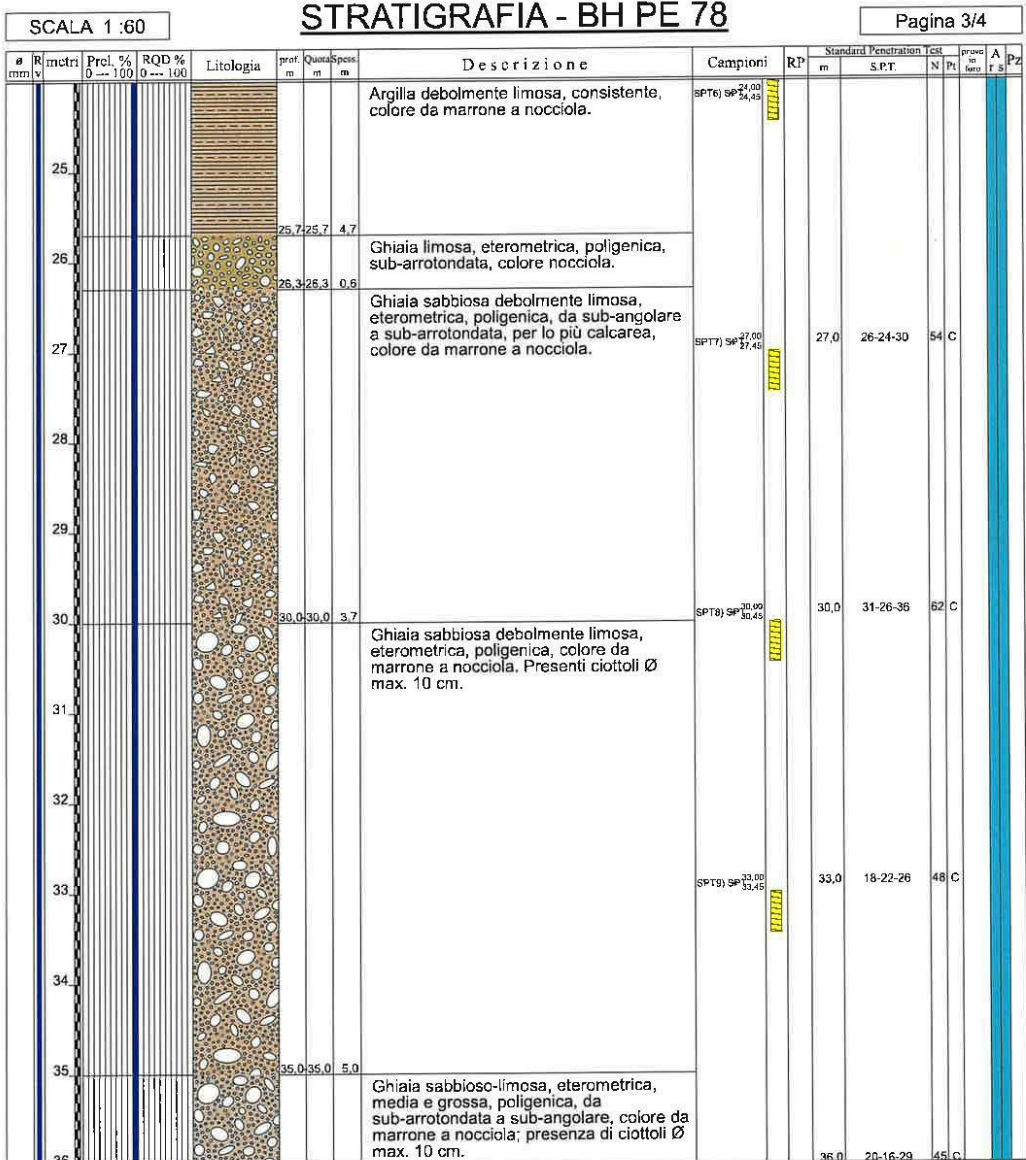 SCALA 1:60
STRATIGRAFIA - BH PE 78
Pagina 3/4
ø mm
R v
metri
Prel. % 0 --- 100
RQD % 0 --- 100
Litologia
prof. m
Quota m
Spess. m
Descrizione
Campioni
RP
Standard Penetration Test
m
S.P.T.
N
Pt
prove in foro
A
r s
Pz
Argilla debolmente limosa, consistente,
colore da marrone a nocciola.
SPT6) SPT 24,00
24,45
25
25,7 -25,7 4,7
Ghiaia limosa, eterometrica, poligenica,
sub-arrotondata, colore nocciola.
26
26,3 -26,3 0,6
Ghiaia sabbiosa debolmente limosa,
eterometrica, poligenica, da sub-angolare
a sub-arrotondata, per lo più calcarea,
colore da marrone a nocciola.
SPT7) SPT 27,00
27,45
27,0 26-24-30 54 C
27
28
29
SPT8) SPT 30,00
30,45
30,0 31-26-36 62 C
30
30,0 -30,0 3,7
Ghiaia sabbiosa debolmente limosa,
eterometrica, poligenica, colore da
marrone a nocciola. Presenti ciottoli Ø
max. 10 cm.
31
32
SPT9) SPT 33,00
33,45
33,0 18-22-26 48 C
33
34
35
35,0 -35,0 5,0
Ghiaia sabbioso-limosa, eterometrica,
media e grossa, poligenica, da
sub-arrotondata a sub-angolare, colore da
marrone a nocciola; presenza di ciottoli Ø
max. 10 cm.
36
36,0 20-16-29 45 C